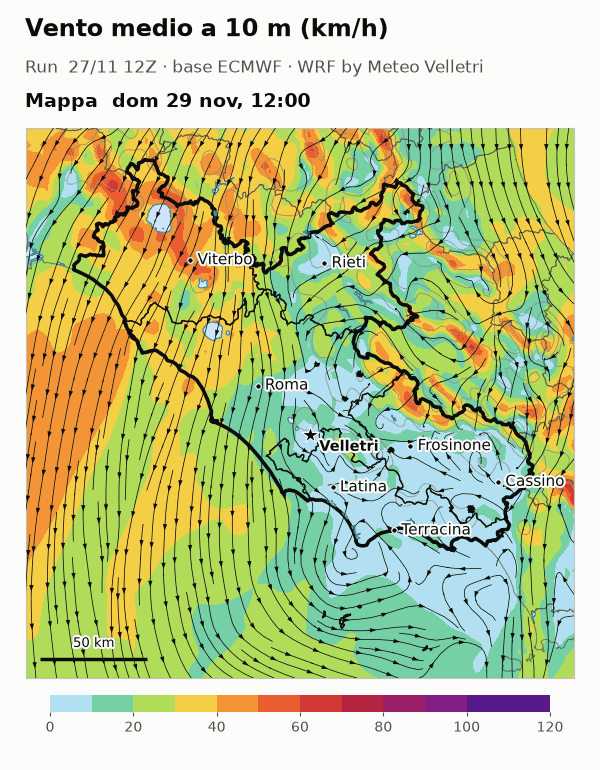 Vento medio a 10 m (km/h)
Run  27/11 12Z · base ECMWF · WRF by Meteo Velletri
Mappa  dom 29 nov, 12:00
Viterbo
Rieti
Roma
Velletri
Frosinone
Cassino
Latina
Terracina
50 km
0 20 40 60 80 100 120